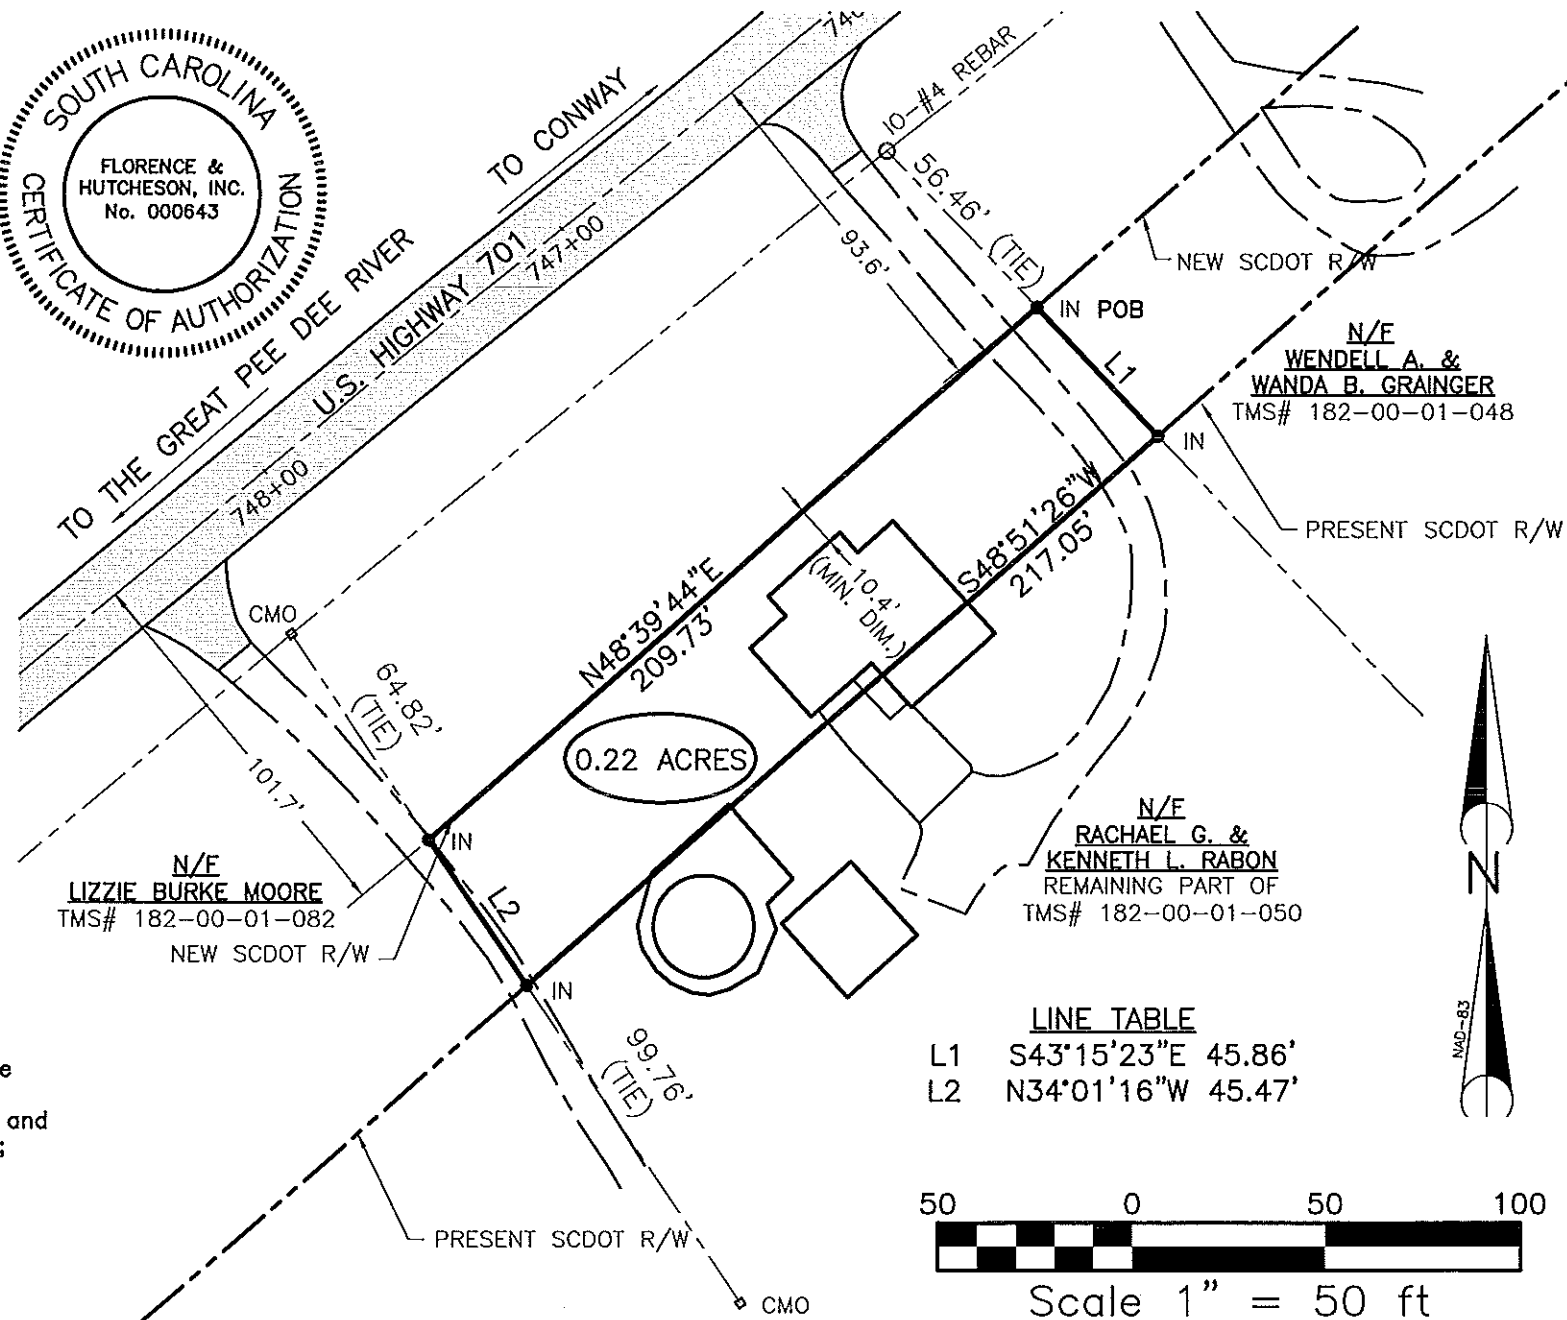 SOUTH CAROLINA
CERTIFICATE OF AUTHORIZATION
FLORENCE &
HUTCHESON, INC.
No. 000643
TO CONWAY
TO THE GREAT PEE DEE RIVER
U.S. HIGHWAY 701
747+00
748+00
IO-#4 REBAR
56.46' (TIE)
93.6'
NEW SCDOT R/W
IN POB
L1
IN
N/F
WENDELL A. &
WANDA B. GRAINGER
TMS# 182-00-01-048
PRESENT SCDOT R/W
S48°51'26"W
217.05'
10.4'
(MIN. DIM.)
N48°39'44"E
209.73'
CMO
64.82'
(TIE)
101.7'
0.22 ACRES
IN
N/F
LIZZIE BURKE MOORE
TMS# 182-00-01-082
NEW SCDOT R/W
L2
IN
N/F
RACHAEL G. &
KENNETH L. RABON
REMAINING PART OF
TMS# 182-00-01-050
N
NAD-83
99.76'
(TIE)
LINE TABLE
L1 S43°15'23"E 45.86'
L2 N34°01'16"W 45.47'
and
PRESENT SCDOT R/W
CMO
50 0 50 100
Scale 1" = 50 ft